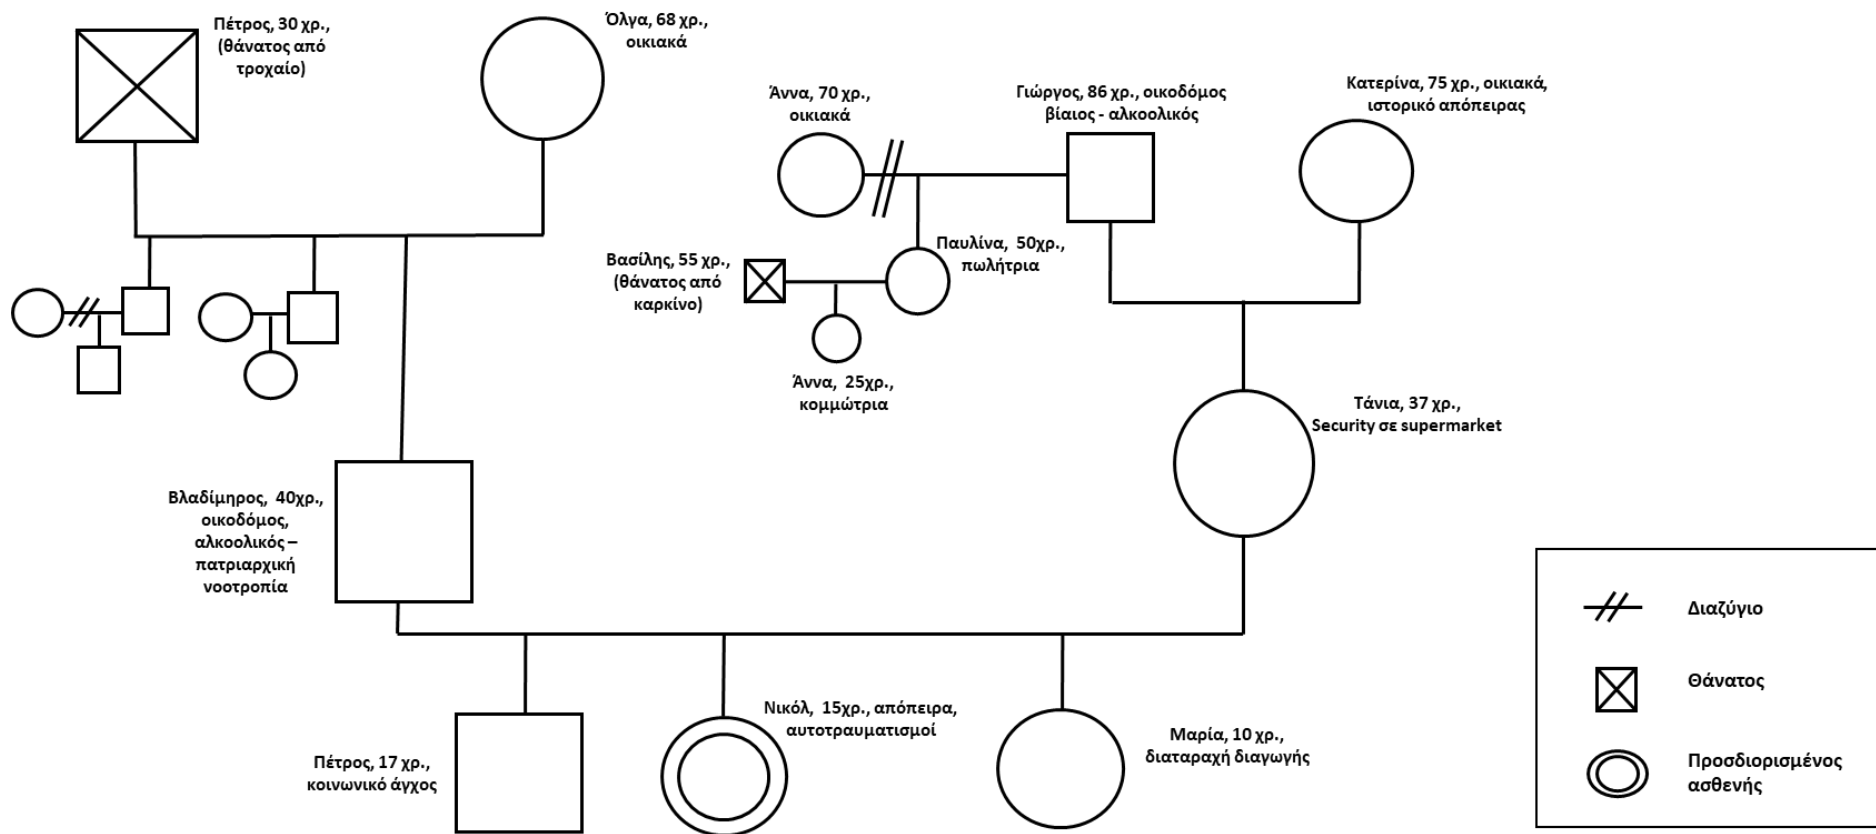 Πέτρος, 30 χρ.,
(θάνατος από
τροχαίο)
Όλγα, 68 χρ.,
οικιακά
Άννα, 70 χρ.,
οικιακά
Γιώργος, 86 χρ., οικοδόμος
βίαιος - αλκοολικός
Κατερίνα, 75 χρ., οικιακά,
ιστορικό απόπειρας
Βασίλης, 55 χρ.,
(θάνατος από
καρκίνο)
Παυλίνα, 50χρ.,
πωλήτρια
Άννα, 25χρ.,
κομμώτρια
Τάνια, 37 χρ.,
Security σε supermarket
Βλαδίμηρος, 40χρ.,
οικοδόμος,
αλκοολικός –
πατριαρχική
νοοτροπία
Πέτρος, 17 χρ.,
κοινωνικό άγχος
Νικόλ, 15χρ., απόπειρα,
αυτοτραυματισμοί
Μαρία, 10 χρ.,
διαταραχή διαγωγής
Διαζύγιο
Θάνατος
Προσδιορισμένος
ασθενής